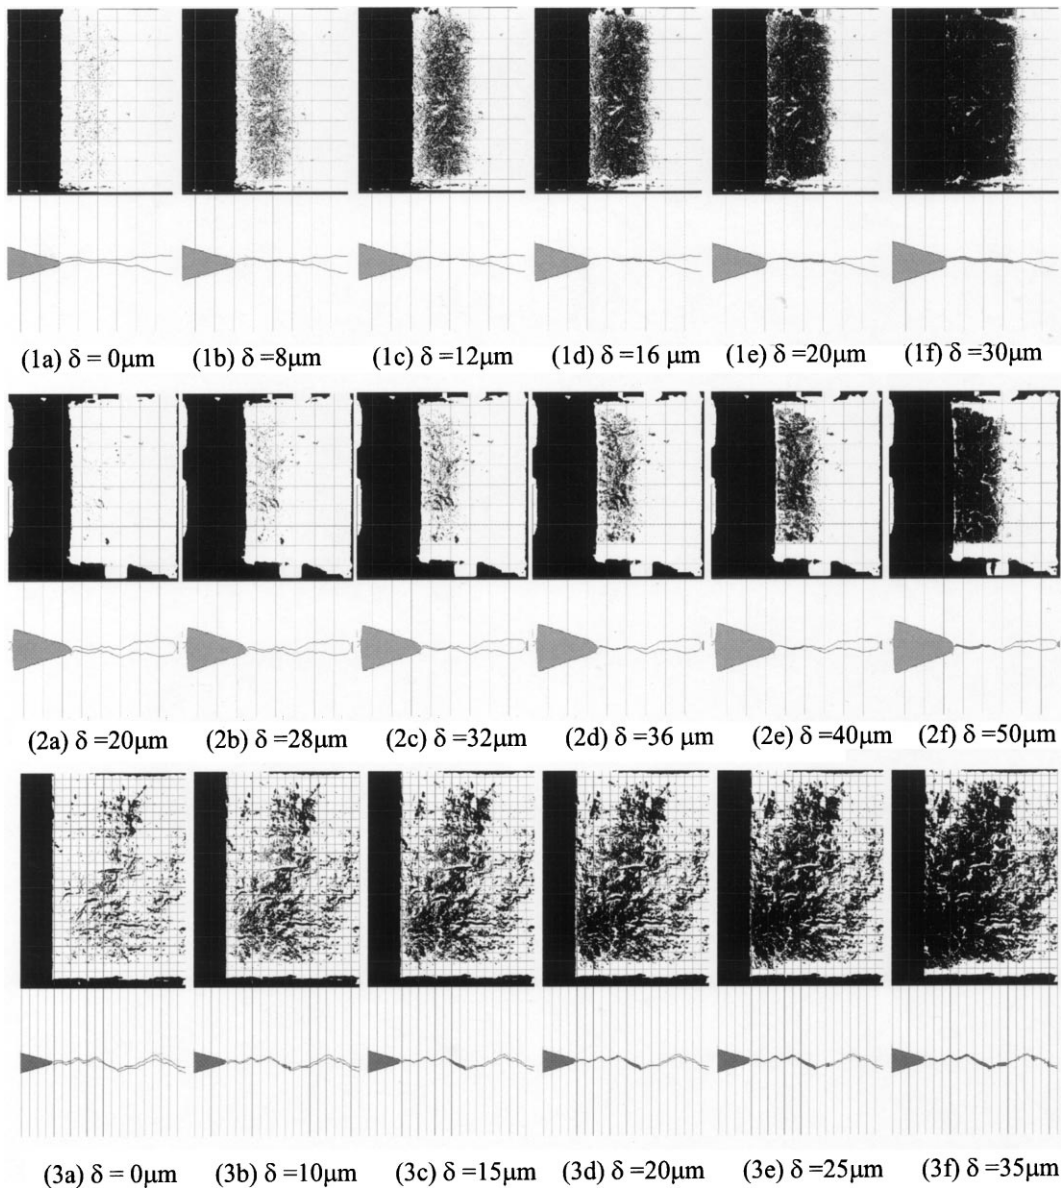 (1a) δ = 0μm (1b) δ =8μm (1c) δ =12μm (1d) δ =16 μm (1e) δ =20μm (1f) δ =30μm
(2a) δ =20μm (2b) δ =28μm (2c) δ =32μm (2d) δ =36 μm (2e) δ =40μm (2f) δ =50μm
(3a) δ = 0μm (3b) δ =10μm (3c) δ =15μm (3d) δ =20μm (3e) δ =25μm (3f) δ =35μm